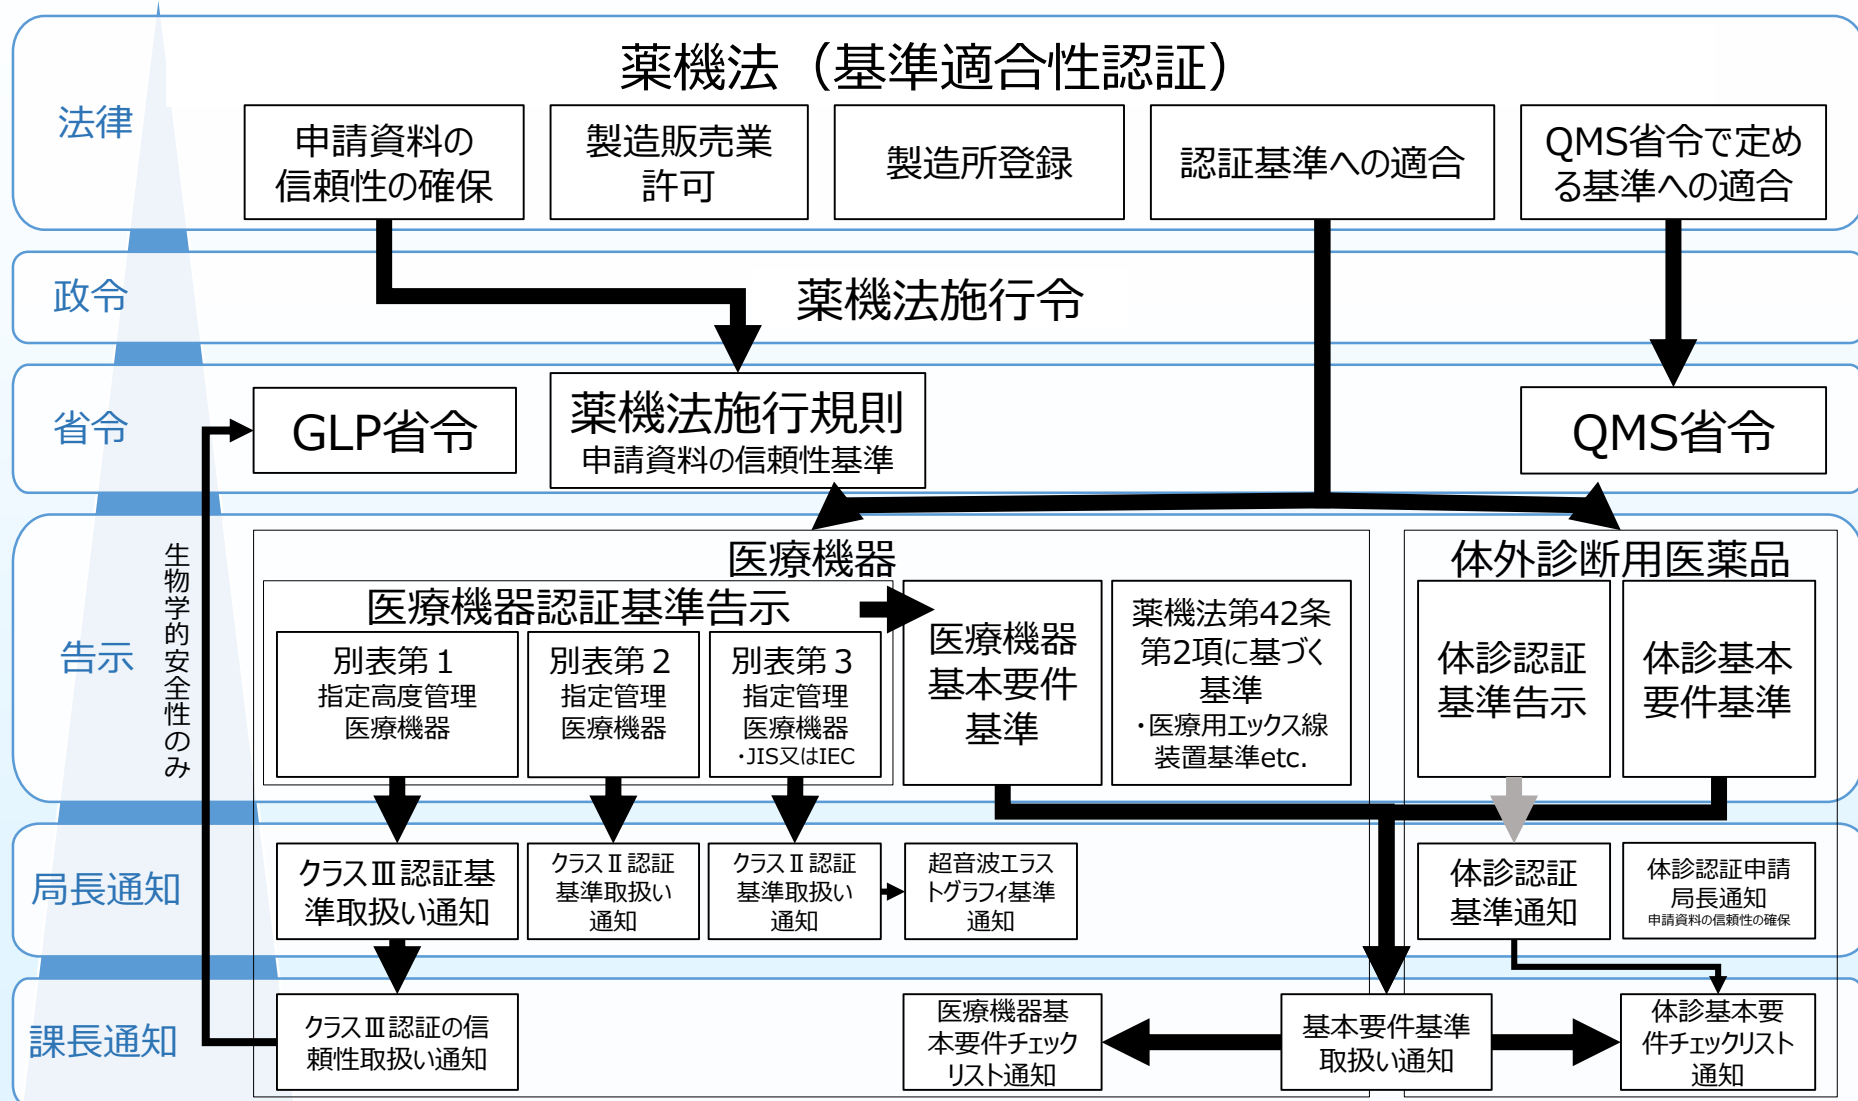 薬機法（基準適合性認証）
法律
申請資料の
信頼性の確保
製造販売業
許可
製造所登録
認証基準への適合
QMS省令で定め
る基準への適合
政令
薬機法施行令
省令
GLP省令
薬機法施行規則
申請資料の信頼性基準
QMS省令
告示
生物学的安全性のみ
医療機器
医療機器認証基準告示
別表第１
指定高度管理
医療機器
別表第２
指定管理
医療機器
別表第３
指定管理
医療機器
・JIS又はIEC
医療機器
基本要件
基準
薬機法第42条
第2項に基づく
基準
・医療用エックス線
装置基準etc.
体外診断用医薬品
体診認証
基準告示
体診基本
要件基準
局長通知
クラスⅢ認証基
準取扱い通知
クラスⅡ認証
基準取扱い
通知
クラスⅡ認証
基準取扱い
通知
超音波エラス
トグラフィ基準
通知
体診認証
基準通知
体診認証申請
局長通知
申請資料の信頼性の確保
課長通知
クラスⅢ認証の信
頼性取扱い通知
医療機器基
本要件チェック
リスト通知
基本要件基準
取扱い通知
体診基本要
件チェックリスト
通知